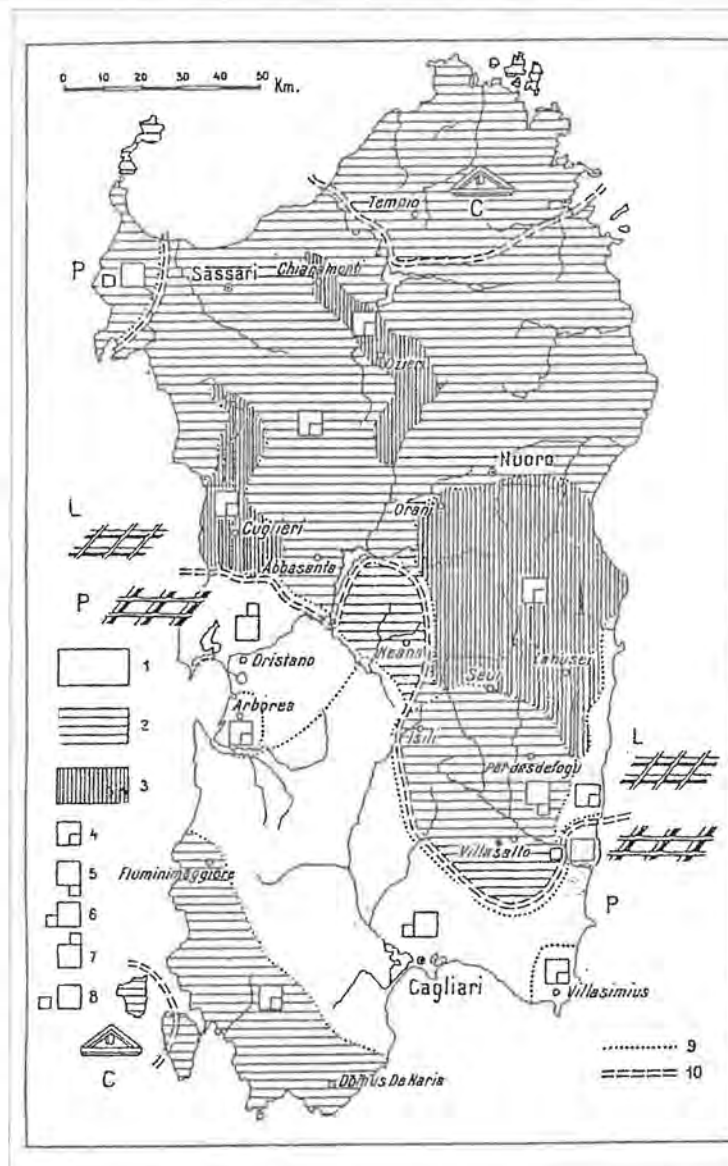 0 10 20 30 40 50 Km.
Tempio
C
P
Sassari
Chiaramonti
Ozieri
Nuoro
Orani
L
Cuglieri
Abbasanta
P
1
Oristano
Lanusei
Seui
Arborea
2
Isili
L
3
Perdasdefogu
4
Villasalto
Fluminimaggiore
5
P
6
7
Cagliari
Villasimius
8
9
C
10
Domus De Maria